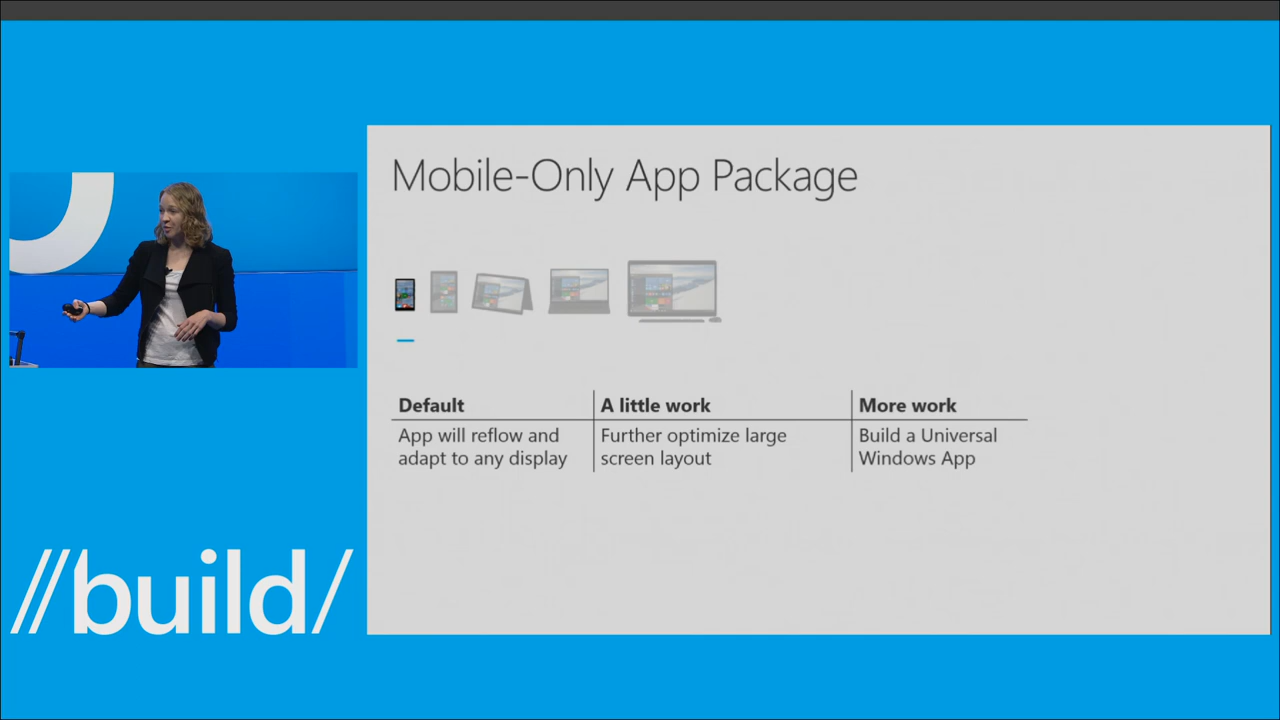 Mobile-Only App Package
Default
A little work
More work
App will reflow and
adapt to any display
Further optimize large
screen layout
Build a Universal
Windows App
//build/